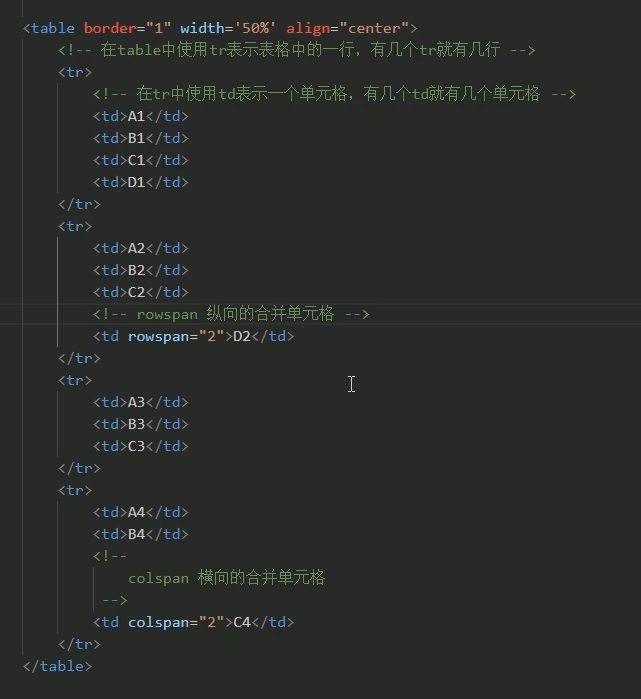 <table border="1" width='50%' align="center">
<!-- 在table中使用tr表示表格中的一行，有几个tr就有几行 -->
<tr>
<!-- 在tr中使用td表示一个单元格，有几个td就有几个单元格 -->
<td>A1</td>
<td>B1</td>
<td>C1</td>
<td>D1</td>
</tr>
<tr>
<td>A2</td>
<td>B2</td>
<td>C2</td>
<!-- rowspan 纵向的合并单元格 -->
<td rowspan="2">D2</td>
</tr>
<tr>
<td>A3</td>
<td>B3</td>
<td>C3</td>
</tr>
<tr>
<td>A4</td>
<td>B4</td>
<!--
colspan 横向的合并单元格
-->
<td colspan="2">C4</td>
</tr>
</table>